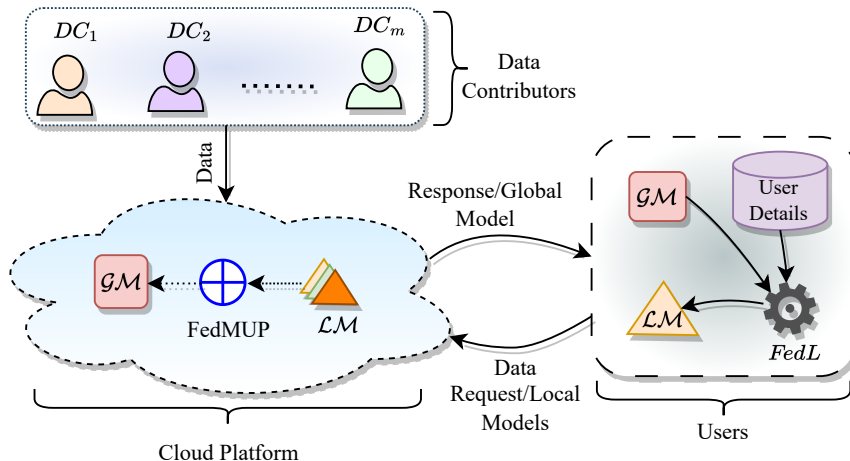 DC₁
DC₂
DCₘ
Data
Contributors
Data
Response/Global
Model
𝒢ℳ
User
Details
ℒℳ
FedL
Users
𝒢ℳ
FedMUP
ℒℳ
Data
Request/Local
Models
Cloud Platform